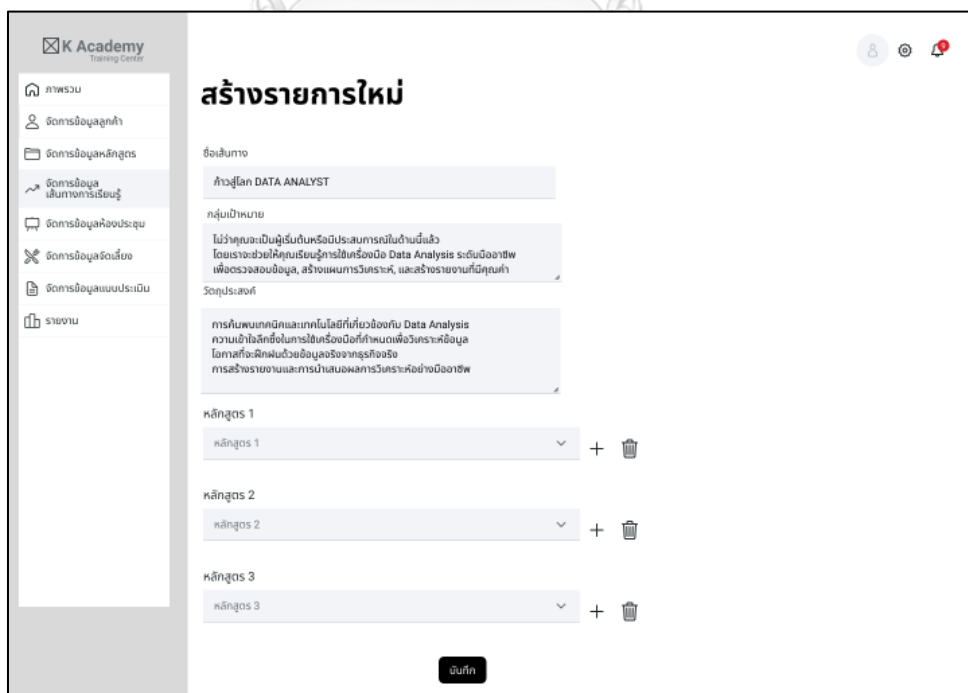 K Academy
Training Center
9
ภาพรวม
จัดการข้อมูลลูกค้า
จัดการข้อมูลหลักสูตร
จัดการข้อมูล
เส้นทางการเรียนรู้
จัดการข้อมูลห้องประชุม
จัดการข้อมูลจัดเลี้ยง
จัดการข้อมูลแบบประเมิน
รายงาน
สร้างรายการใหม่
ชื่อเส้นทาง
ก้าวสู่โลก DATA ANALYST
กลุ่มเป้าหมาย
ไม่ว่าคุณจะเป็นผู้เริ่มต้นหรือมีประสบการณ์ในด้านนี้แล้ว
โดยเราจะช่วยให้คุณเรียนรู้การใช้เครื่องมือ Data Analysis ระดับมืออาชีพ
เพื่อตรวจสอบข้อมูล, สร้างแผนการวิเคราะห์, และสร้างรายงานที่มีคุณค่า
วัตถุประสงค์
การค้นพบเทคนิคและเทคโนโลยีที่เกี่ยวข้องกับ Data Analysis
ความเข้าใจลึกซึ้งในการใช้เครื่องมือที่กำหนดเพื่อวิเคราะห์ข้อมูล
โอกาสที่จะฝึกฝนด้วยข้อมูลจริงจากธุรกิจจริง
การสร้างรายงานและการนำเสนอผลการวิเคราะห์อย่างมืออาชีพ
หลักสูตร 1
หลักสูตร 1
หลักสูตร 2
หลักสูตร 2
หลักสูตร 3
หลักสูตร 3
บันทึก